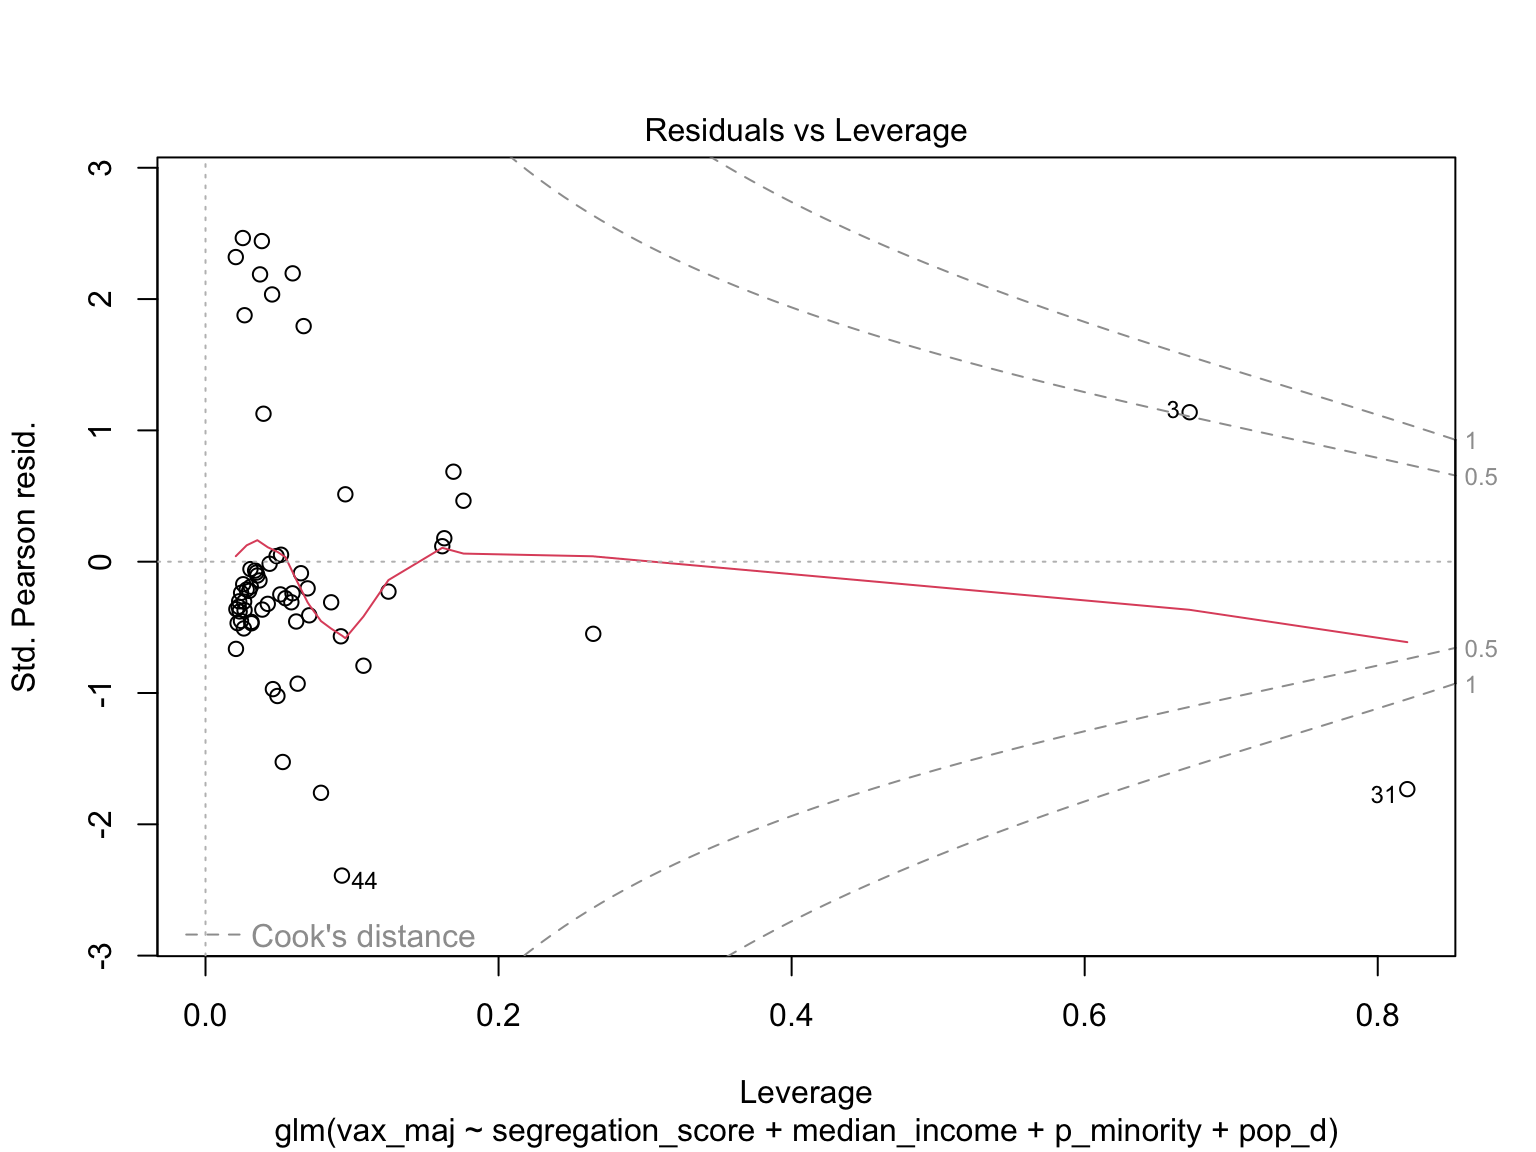 Residuals vs Leverage
3
2
1
0
-1
-2
-3
Std. Pearson resid.
3
31
44
1
0.5
0.5
1
Cook's distance
0.0 0.2 0.4 0.6 0.8
Leverage
glm(vax_maj ~ segregation_score + median_income + p_minority + pop_d)